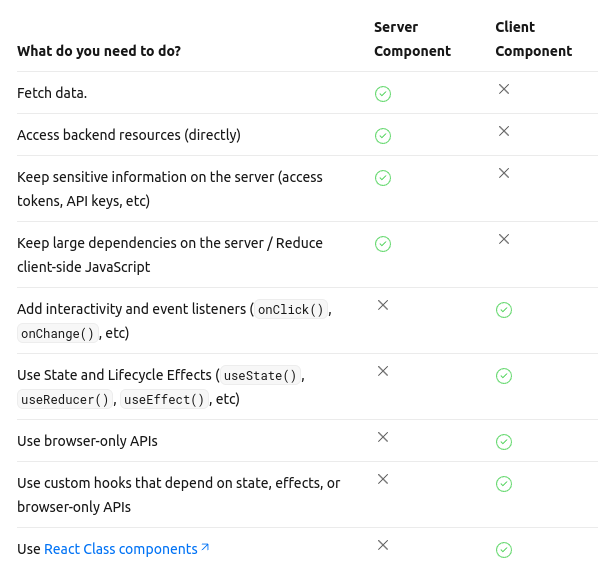 Server Client
What do you need to do? Component Component
Fetch data.
Access backend resources (directly)
Keep sensitive information on the server (access
tokens, API keys, etc)
Keep large dependencies on the server / Reduce
client-side JavaScript
Add interactivity and event listeners ( onClick() ,
onChange() , etc)
Use State and Lifecycle Effects ( useState() ,
useReducer() , useEffect() , etc)
Use browser-only APIs
Use custom hooks that depend on state, effects, or
browser-only APIs
Use React Class components